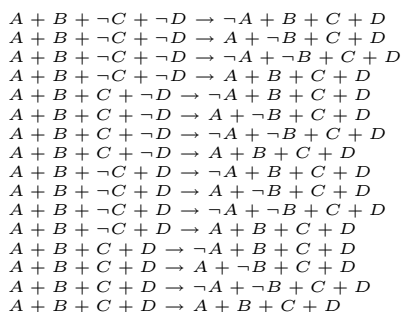 A + B + ¬C + ¬D → ¬A + B + C + D
A + B + ¬C + ¬D → A + ¬B + C + D
A + B + ¬C + ¬D → ¬A + ¬B + C + D
A + B + ¬C + ¬D → A + B + C + D
A + B + C + ¬D → ¬A + B + C + D
A + B + C + ¬D → A + ¬B + C + D
A + B + C + ¬D → ¬A + ¬B + C + D
A + B + C + ¬D → A + B + C + D
A + B + ¬C + D → ¬A + B + C + D
A + B + ¬C + D → A + ¬B + C + D
A + B + ¬C + D → ¬A + ¬B + C + D
A + B + ¬C + D → A + B + C + D
A + B + C + D → ¬A + B + C + D
A + B + C + D → A + ¬B + C + D
A + B + C + D → ¬A + ¬B + C + D
A + B + C + D → A + B + C + D